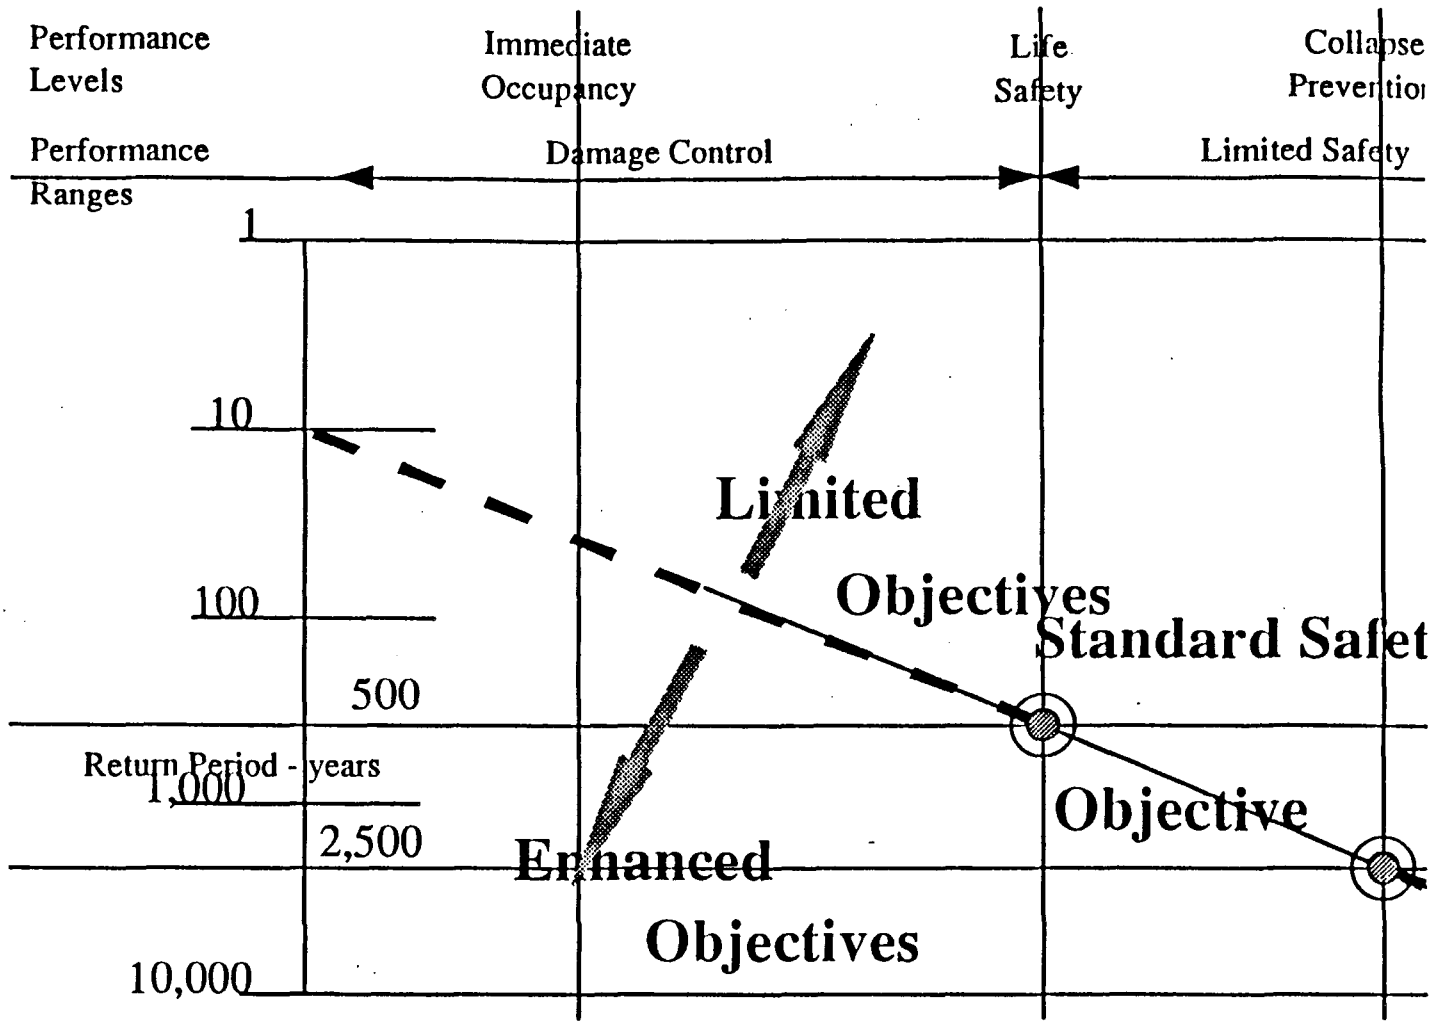 Performance
Levels
Immediate
Occupancy
Life
Safety
Collapse
Prevention
Performance
Ranges
Damage Control
Limited Safety
1
10
Limited
Objectives
100
Standard Safet
500
Return Period - years
1,000
Objective
2,500
Enhanced
Objectives
10,000